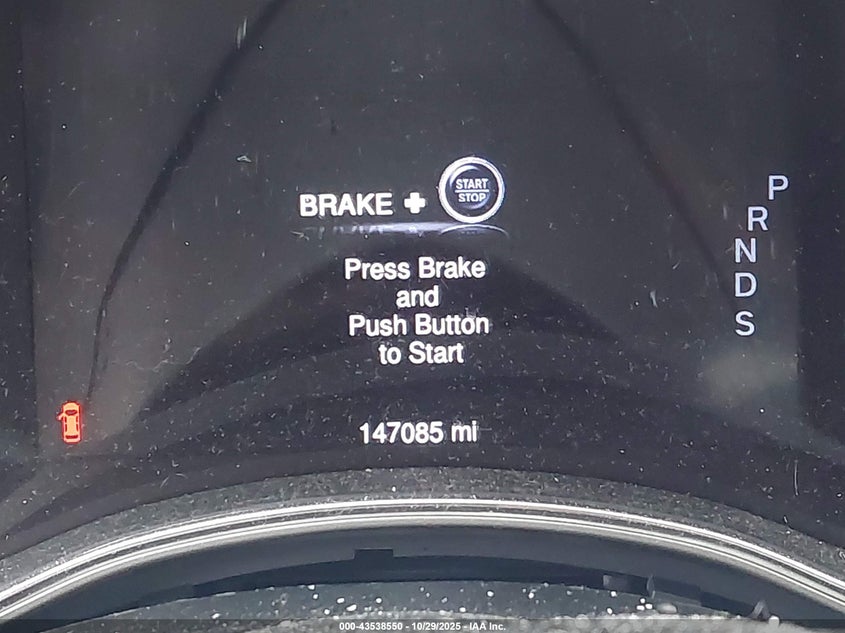 BRAKE + START STOP
Press Brake
and
Push Button
to Start
P
R
N
D
S
147085 mi
000-43538550 - 10/29/2025 - IAA Inc.